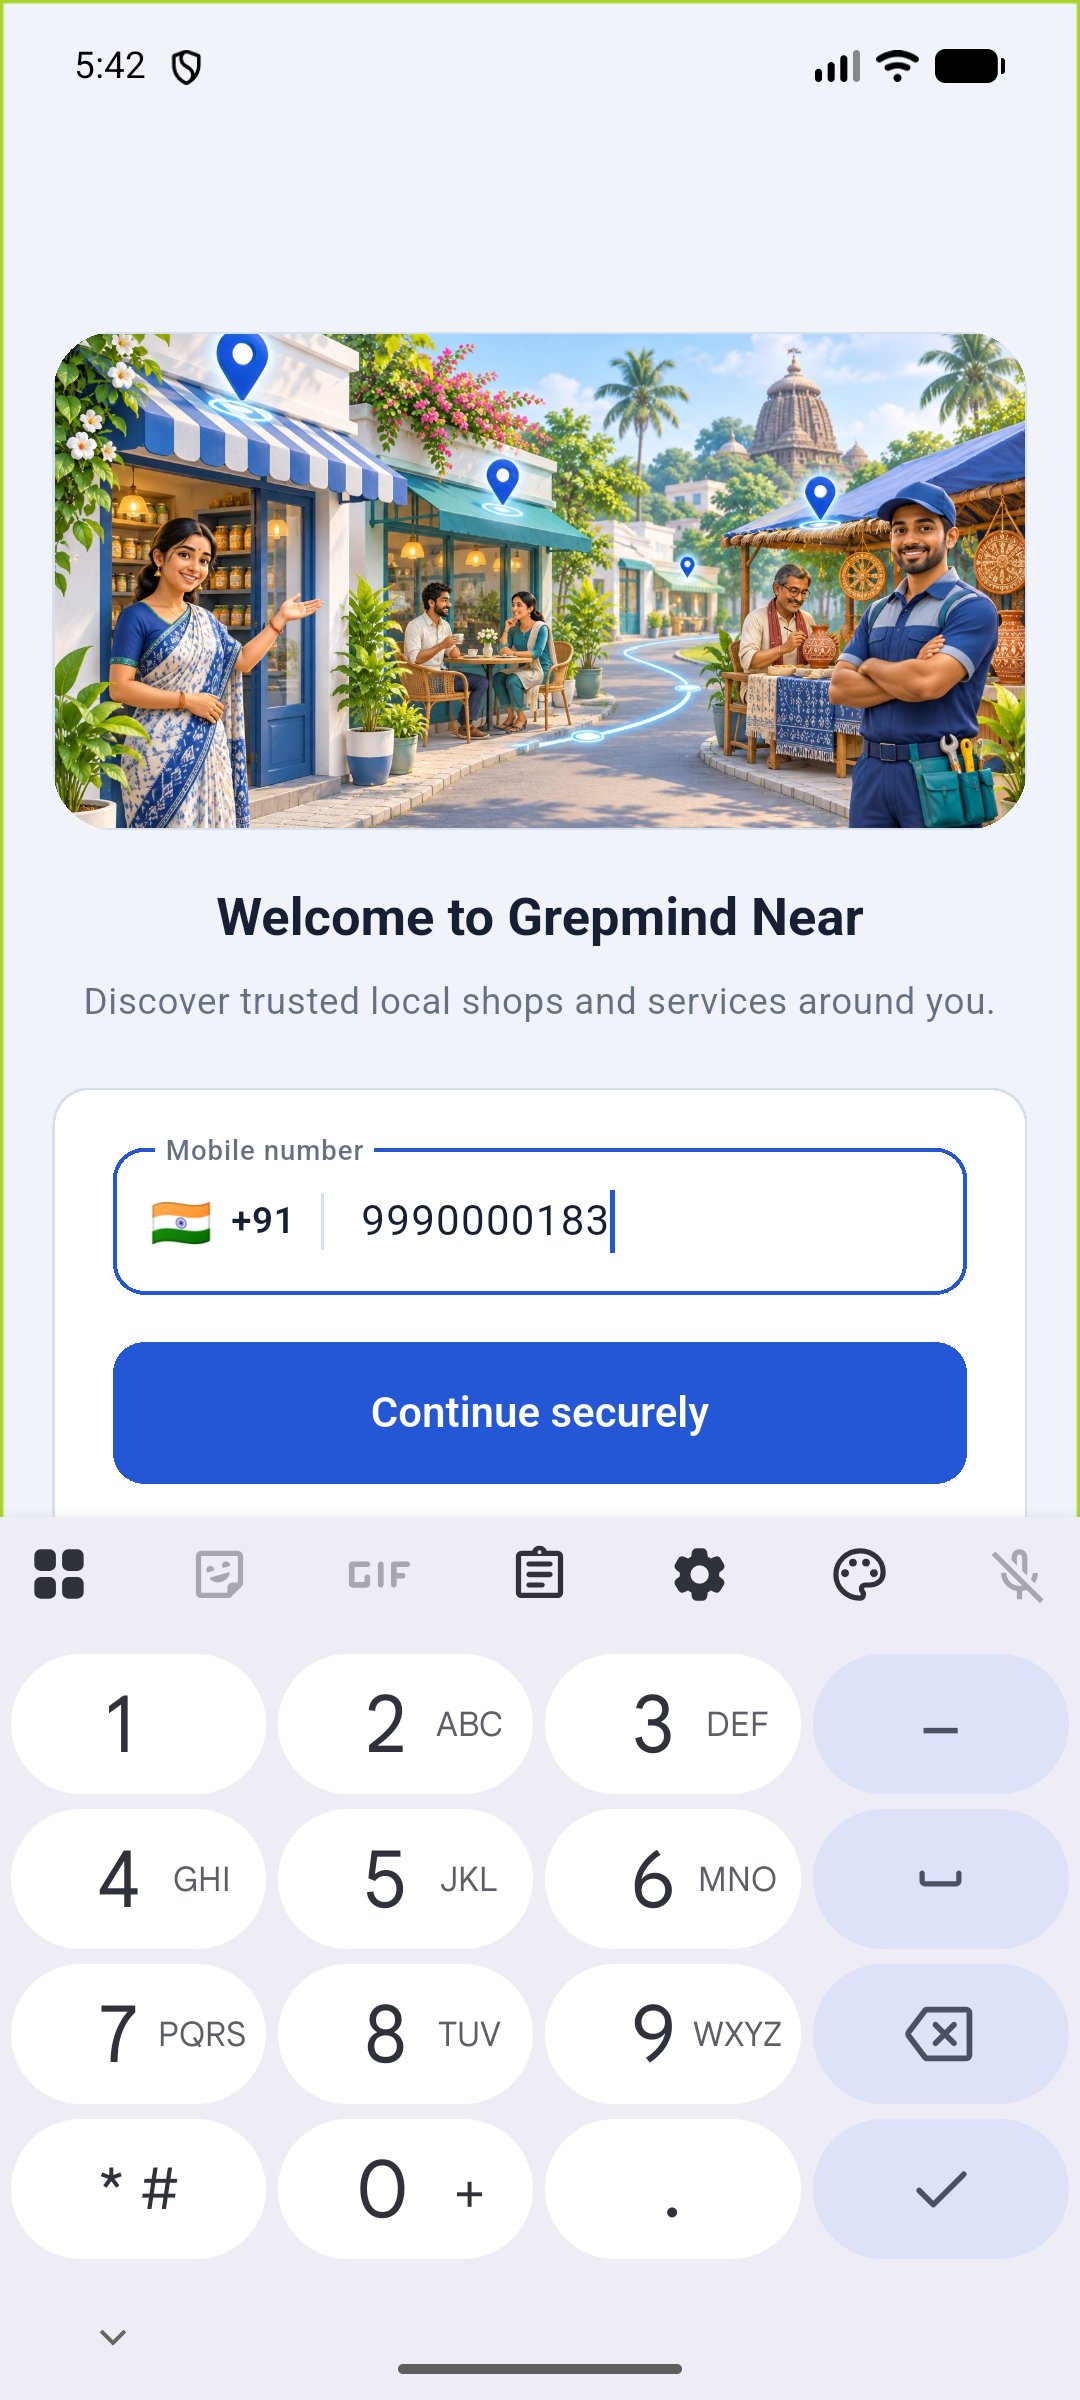 5:42
Welcome to Grepmind Near
Discover trusted local shops and services around you.
Mobile number
+91 9990000183
Continue securely
GIF
1 2 ABC 3 DEF –
4 GHI 5 JKL 6 MNO
7 PQRS 8 TUV 9 WXYZ
* # 0 + .